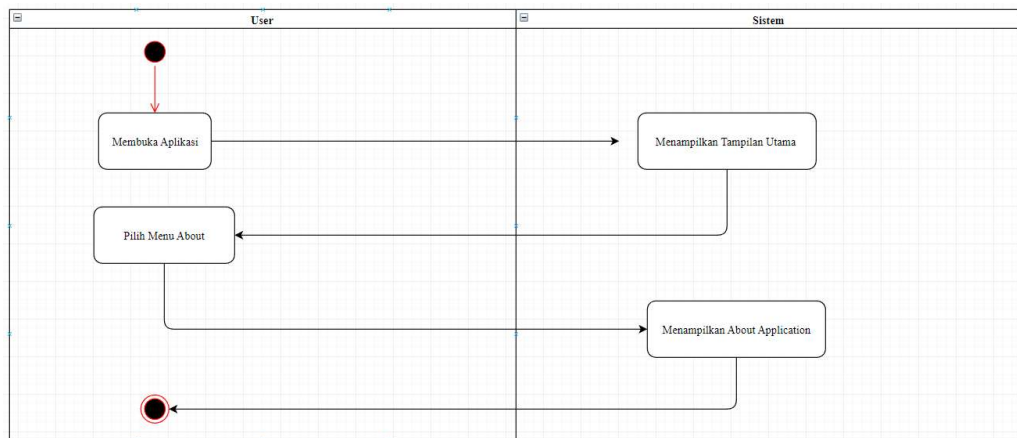 User
Sistem
Membuka Aplikasi
Menampilkan Tampilan Utama
Pilih Menu About
Menampilkan About Application